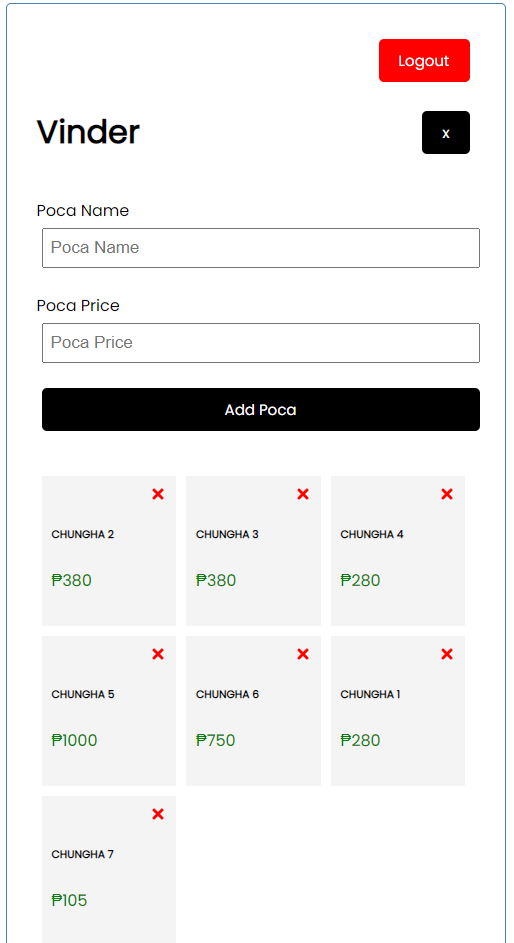 Logout
Vinder
x
Poca Name
Poca Name
Poca Price
Poca Price
Add Poca
CHUNGHA 2
₱380
CHUNGHA 3
₱380
CHUNGHA 4
₱280
CHUNGHA 5
₱1000
CHUNGHA 6
₱750
CHUNGHA 1
₱280
CHUNGHA 7
₱105